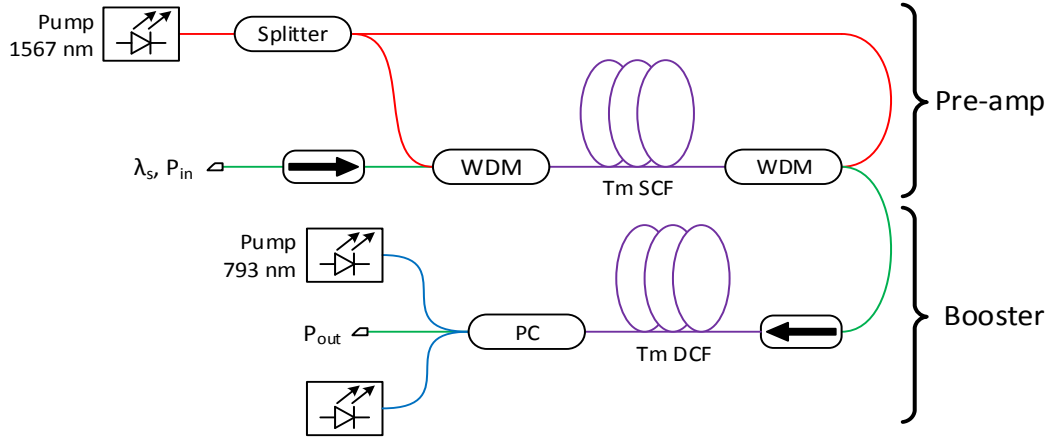 Pump
1567 nm
Splitter
Pre-amp
λs, Pin
WDM
WDM
Tm SCF
Pump
793 nm
Booster
Pout
PC
Tm DCF